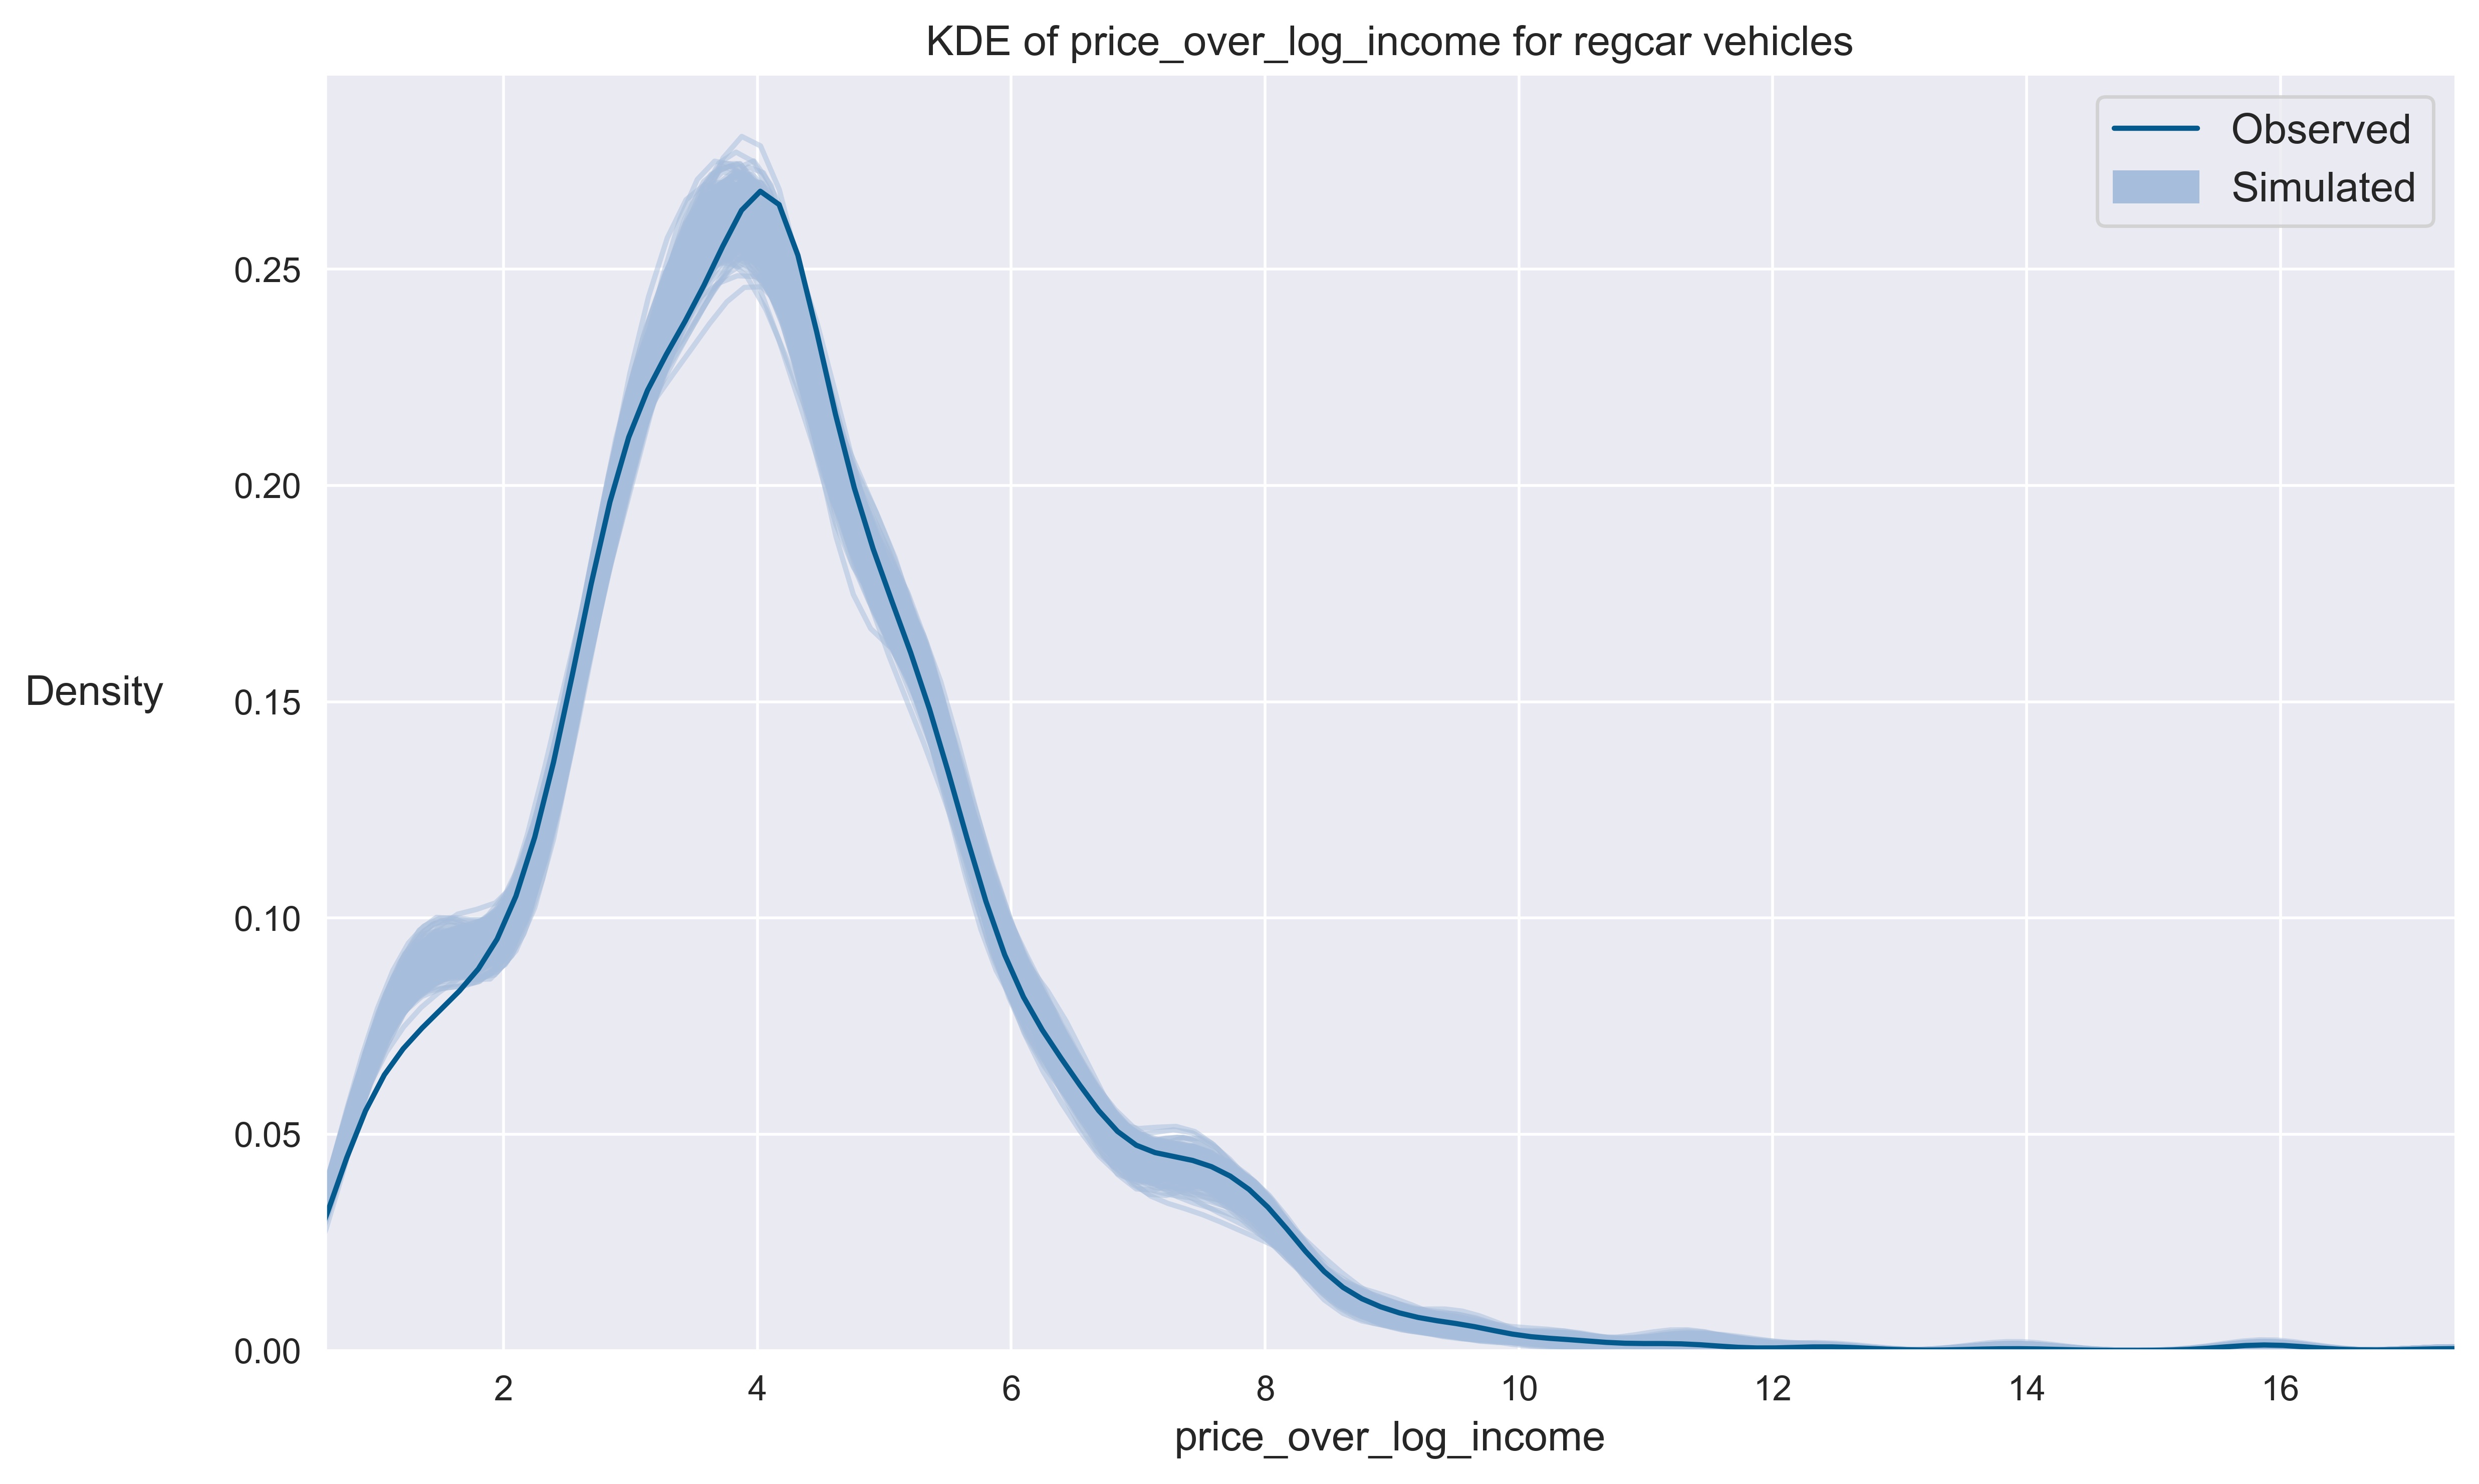 KDE of price_over_log_income for regcar vehicles
Observed
Simulated
Density
0.25
0.20
0.15
0.10
0.05
0.00
2 4 6 8 10 12 14 16
price_over_log_income